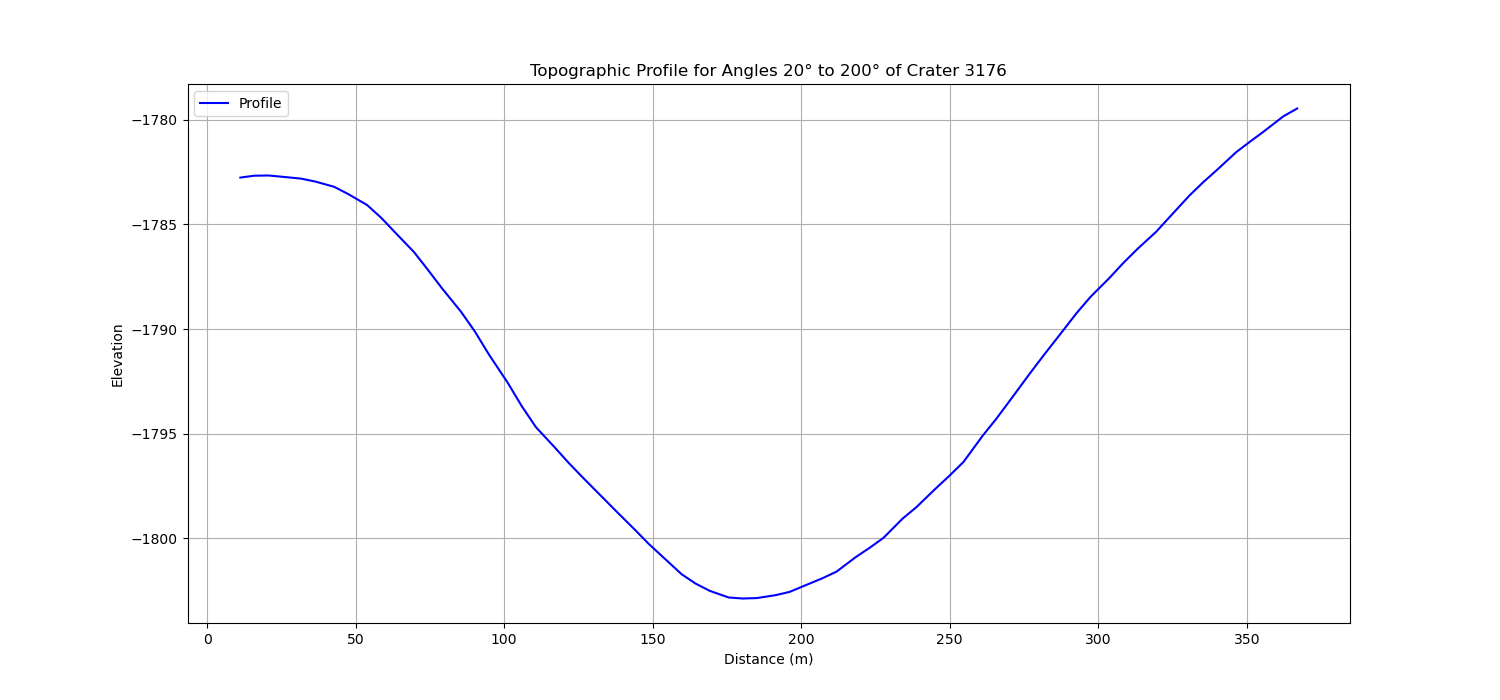 Topographic Profile for Angles 20° to 200° of Crater 3176
Profile
−1780
−1785
−1790
−1795
−1800
Elevation
0 50 100 150 200 250 300 350
Distance (m)